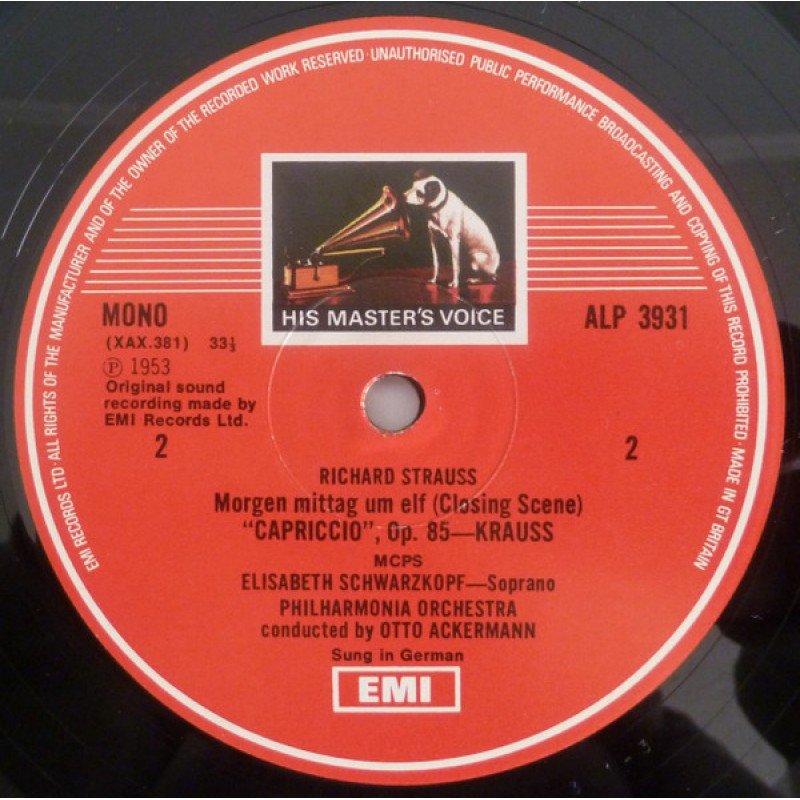 EMI RECORDS LTD · ALL RIGHTS OF THE MANUFACTURER AND OF THE OWNER OF THE RECORDED WORK RESERVED · UNAUTHORISED PUBLIC PERFORMANCE BROADCASTING AND COPYING OF THIS RECORD PROHIBITED · MADE IN GT BRITAIN
HIS MASTER'S VOICE
MONO
ALP 3931
(XAX.381) 33⅓
Ⓟ 1953
Original sound
recording made by
EMI Records Ltd.
2
2
RICHARD STRAUSS
Morgen mittag um elf (Closing Scene)
"CAPRICCIO", Op. 85—KRAUSS
MCPS
ELISABETH SCHWARZKOPF—Soprano
PHILHARMONIA ORCHESTRA
conducted by OTTO ACKERMANN
Sung in German
EMI